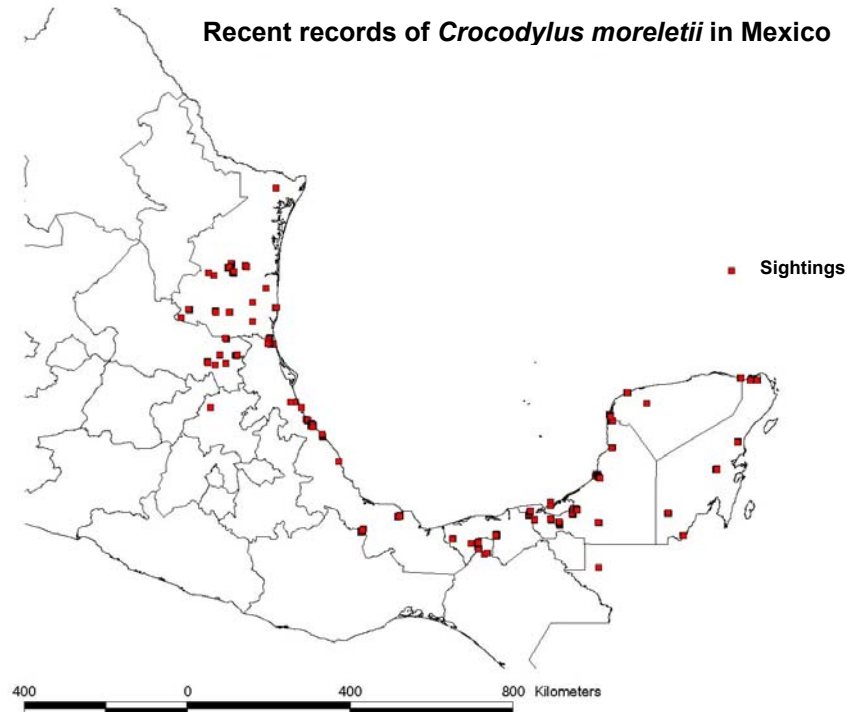 Recent records of Crocodylus moreletii in Mexico
Sightings
400 0 400 800 Kilometers